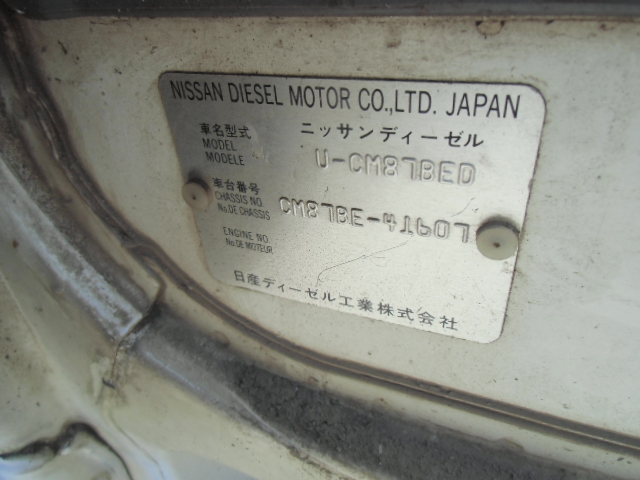 NISSAN DIESEL MOTOR CO.,LTD. JAPAN
車名型式 ニッサンディーゼル
MODEL
MODELE U-CM87BED
車台番号
CHASSIS NO. CM87BE-41607
No.DE CHASSIS
ENGINE NO.
No.DE MOTEUR
日産ディーゼル工業株式会社